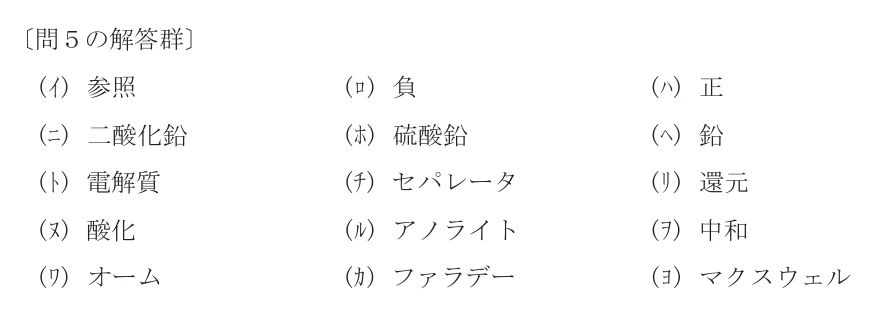 〔問５の解答群〕
(ｲ) 参照 (ﾛ) 負 (ﾊ) 正
(ﾆ) 二酸化鉛 (ﾎ) 硫酸鉛 (ﾍ) 鉛
(ﾄ) 電解質 (ﾁ) セパレータ (ﾘ) 還元
(ﾇ) 酸化 (ﾙ) アノライト (ｦ) 中和
(ﾜ) オーム (ｶ) ファラデー (ﾖ) マクスウェル